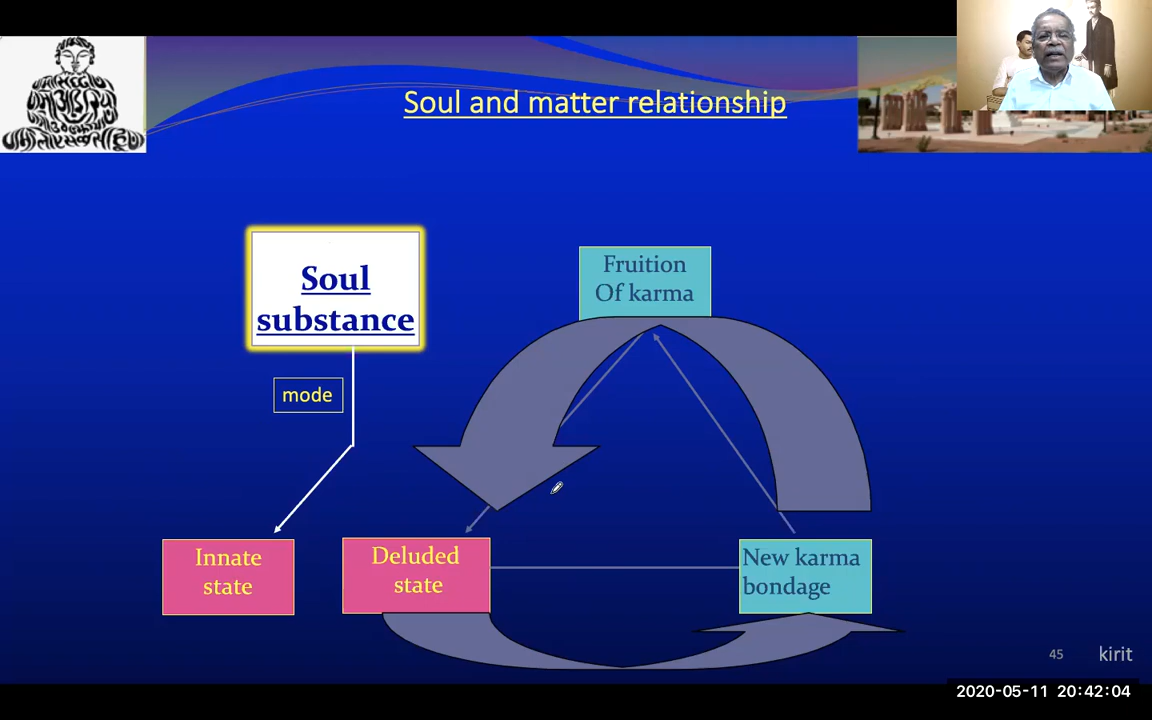 Soul and matter relationship
Soul
substance
Fruition
Of karma
mode
Innate
state
Deluded
state
New karma
bondage
45
kirit
2020-05-11 20:42:04